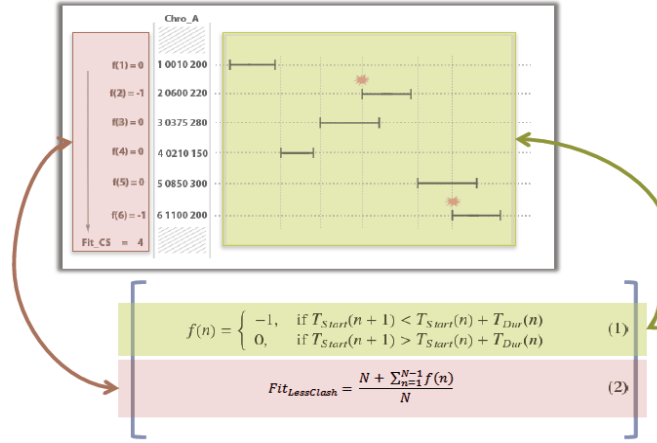 Chro_A
f(1) = 0 1 0010 200
f(2) = -1 2 0600 220
f(3) = 0 3 0375 280
f(4) = 0 4 0210 150
f(5) = 0 5 0850 300
f(6) = -1 6 1100 200
Fit_CS = 4
f(n) = { -1, if T_Start(n + 1) < T_Start(n) + T_Dur(n)
0, if T_Start(n + 1) > T_Start(n) + T_Dur(n) (1)
Fit_LessClash = (N + ∑_{n=1}^{N-1} f(n)) / N (2)